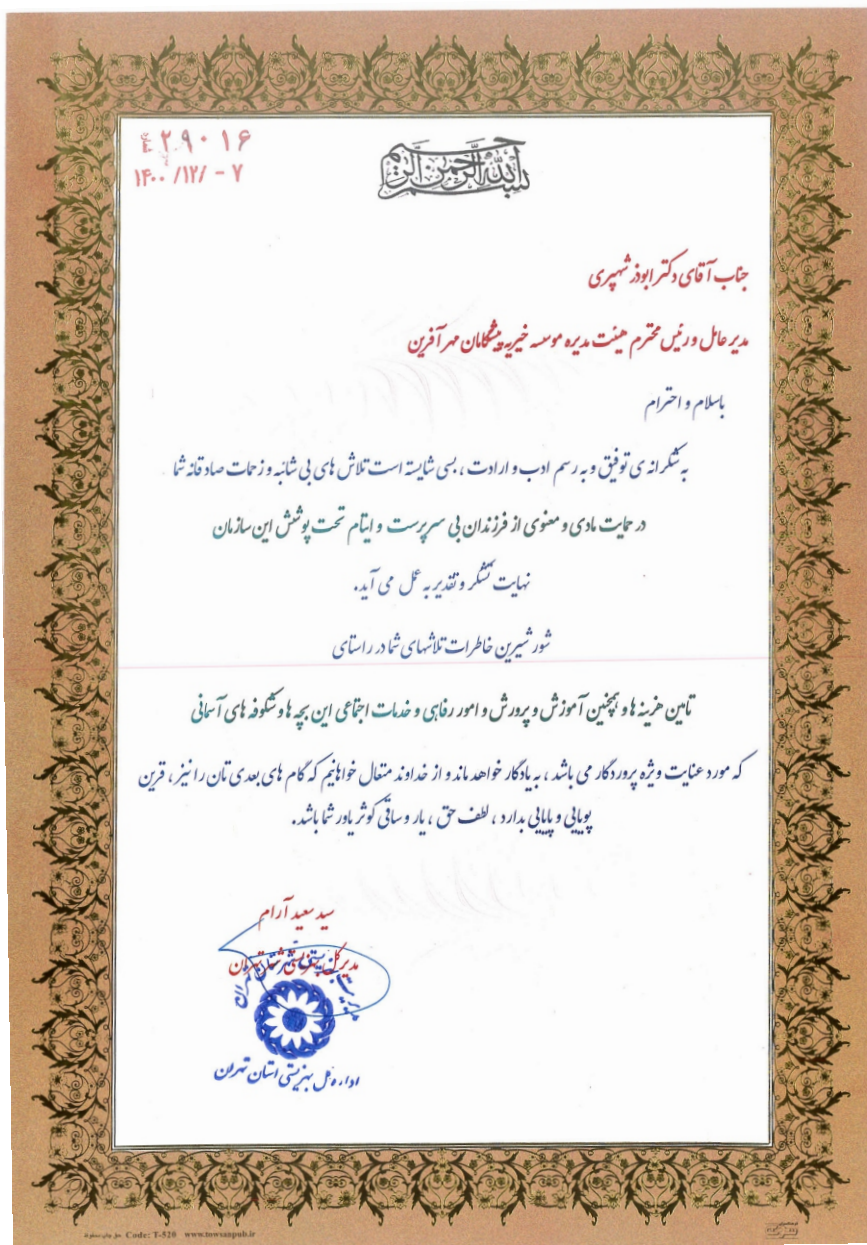 ۴۲۹۰۱۶
۱۴۰۰/۱۲/ - ۷
بسم الله الرحمن الرحیم
جناب آقای دکتر ابوذر شهپری
مدیر عامل و رئیس محترم هیئت مدیره موسسه خیریه پیشگامان مهرآفرین
باسلام و احترام
به شکرانه ی توفیق و به رسم ادب و ارادت ، بسی شایسته است تلاش های بی شائبه و زحمات صادقانه شما
در حمایت مادی و معنوی از فرزندان بی سرپرست و ایتام تحت پوشش این سازمان
نهایت تشکر و تقدیر به عمل می آید.
شور شیرین خاطرات تلاشهای شما در راستای
تامین هزینه ها و همچنین آموزش و پرورش و امور رفاهی و خدمات اجتماعی این بچه ها و شکوفه های آسمانی
که مورد عنایت ویژه پروردگار می باشد ، به یادگار خواهد ماند و از خداوند متعال خواهانیم که گام های بعدی تان را نیز ، قرین
پویایی و پایایی بدارد ، لطف حق ، یار و ساقی کوثر یاور شما باشد.
سید سعید آرام
مدیر کل بهزیستی استان تهران
اداره کل بهزیستی استان تهران
Code: T-520 www.towsanpub.ir